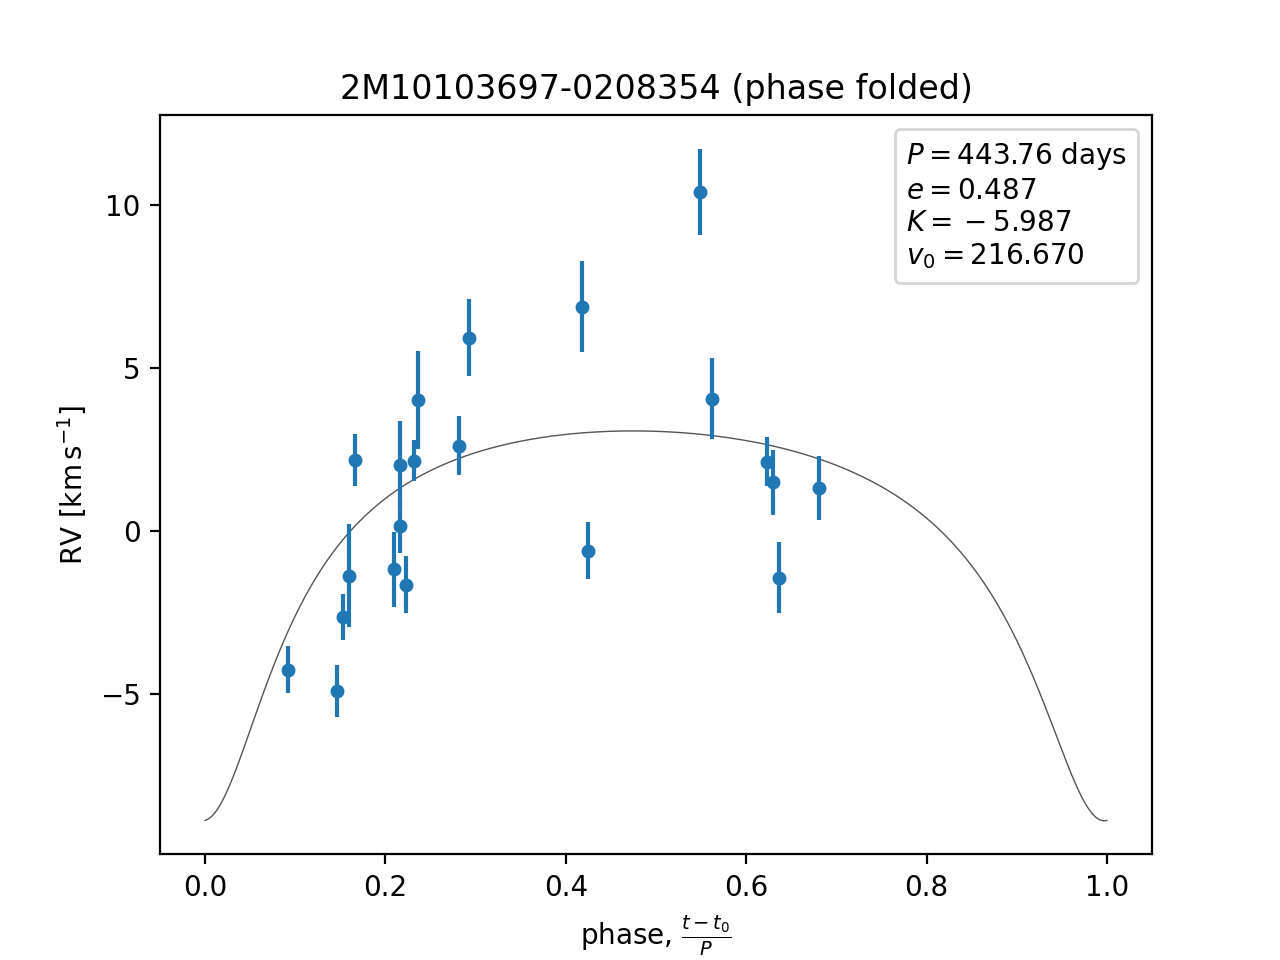 2M10103697-0208354 (phase folded)
P = 443.76 days
e = 0.487
K = −5.987
v₀ = 216.670
10
5
0
−5
RV [km s⁻¹]
0.0 0.2 0.4 0.6 0.8 1.0
phase, (t − t₀)/P